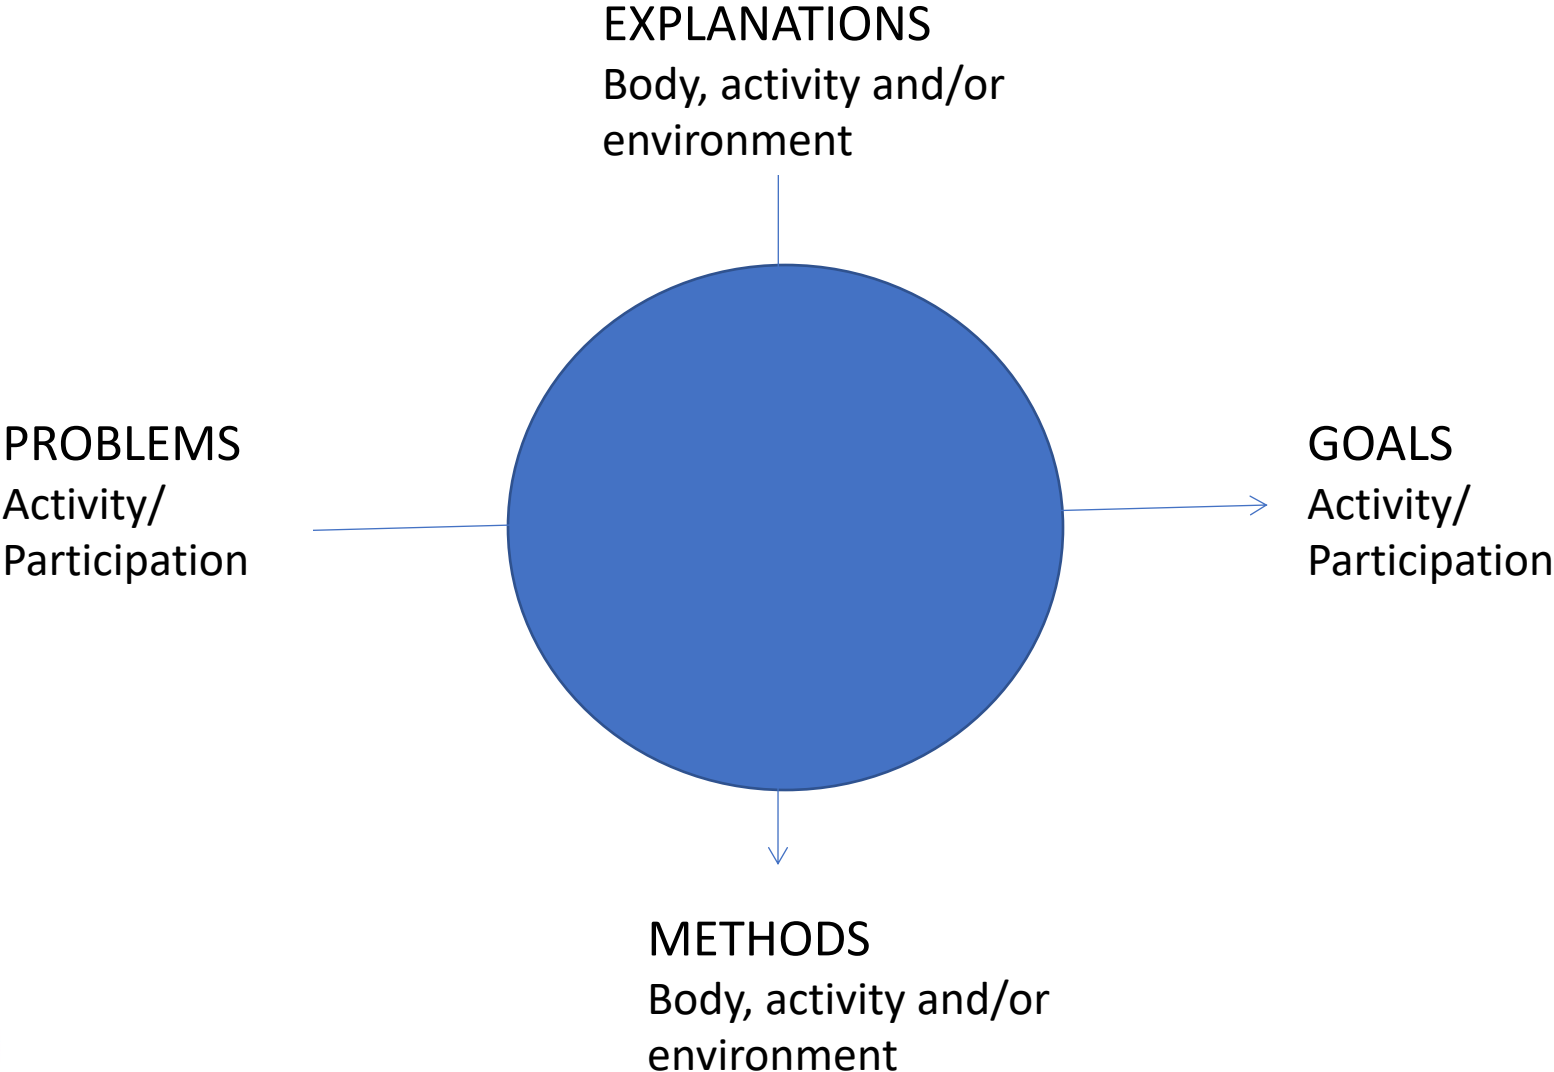 EXPLANATIONS
Body, activity and/or
environment
PROBLEMS
Activity/
Participation
GOALS
Activity/
Participation
METHODS
Body, activity and/or
environment